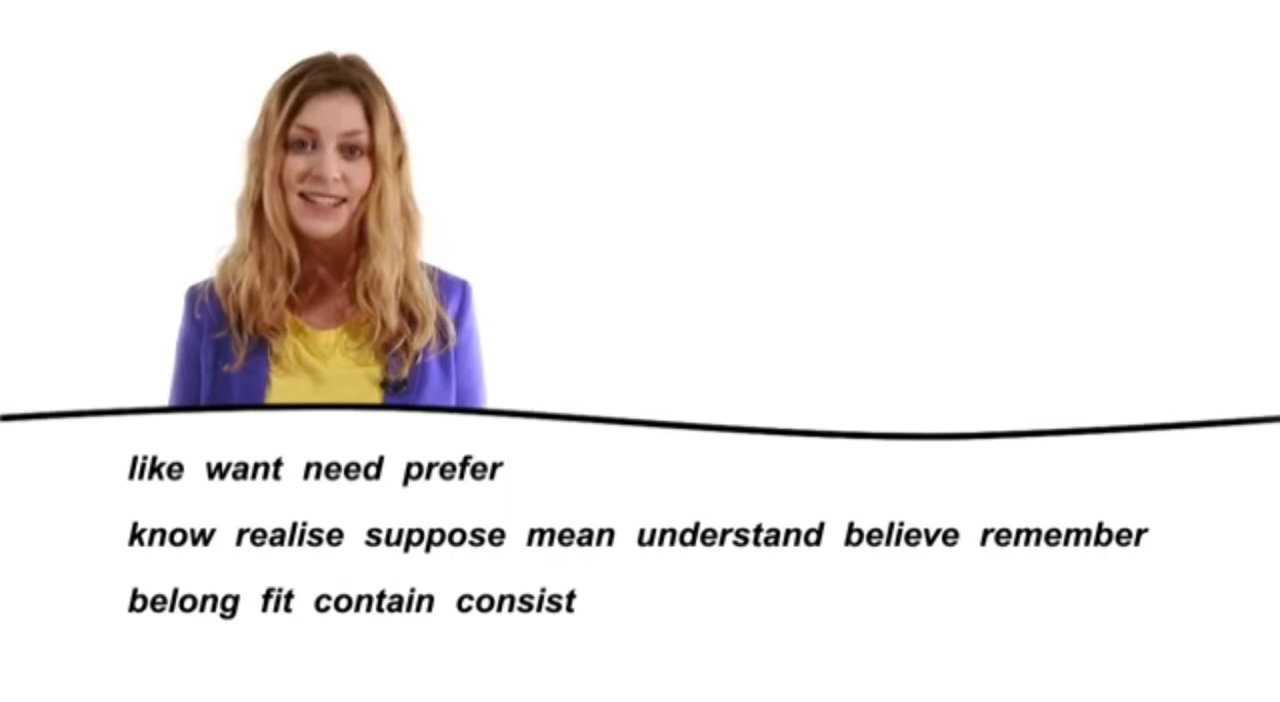 like want need prefer
know realise suppose mean understand believe remember
belong fit contain consist